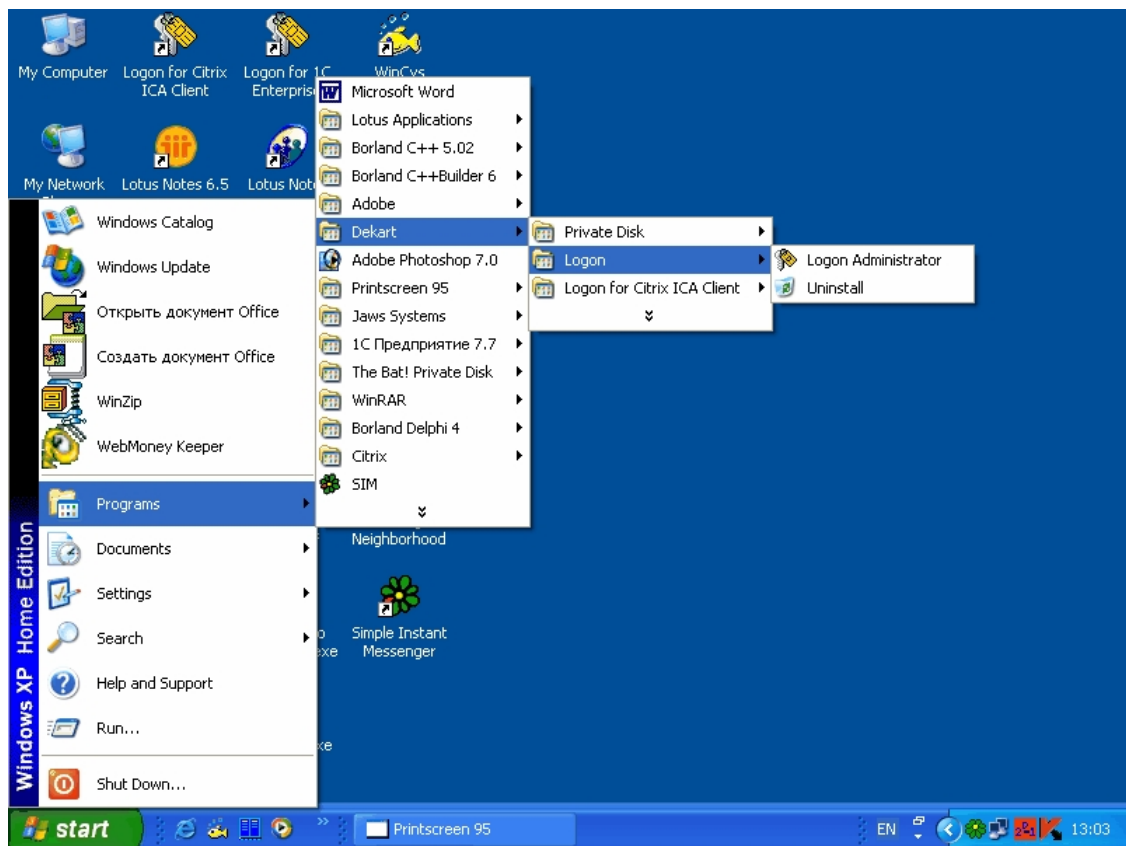 My Computer
Logon for Citrix
ICA Client
Logon for 1C
Enterpris
WinCvs
My Network
Lotus Notes 6.5
Lotus Not
Windows Catalog
Windows Update
Открыть документ Office
Создать документ Office
WinZip
WebMoney Keeper
Programs
Documents
Settings
Search
Help and Support
Run...
Shut Down...
Windows XP Home Edition
Microsoft Word
Lotus Applications
Borland C++ 5.02
Borland C++Builder 6
Adobe
Dekart
Adobe Photoshop 7.0
Printscreen 95
Jaws Systems
1С Предприятие 7.7
The Bat! Private Disk
WinRAR
Borland Delphi 4
Citrix
SIM
Private Disk
Logon
Logon for Citrix ICA Client
Logon Administrator
Uninstall
Neighborhood
Simple Instant
Messenger
start
Printscreen 95
EN
13:03